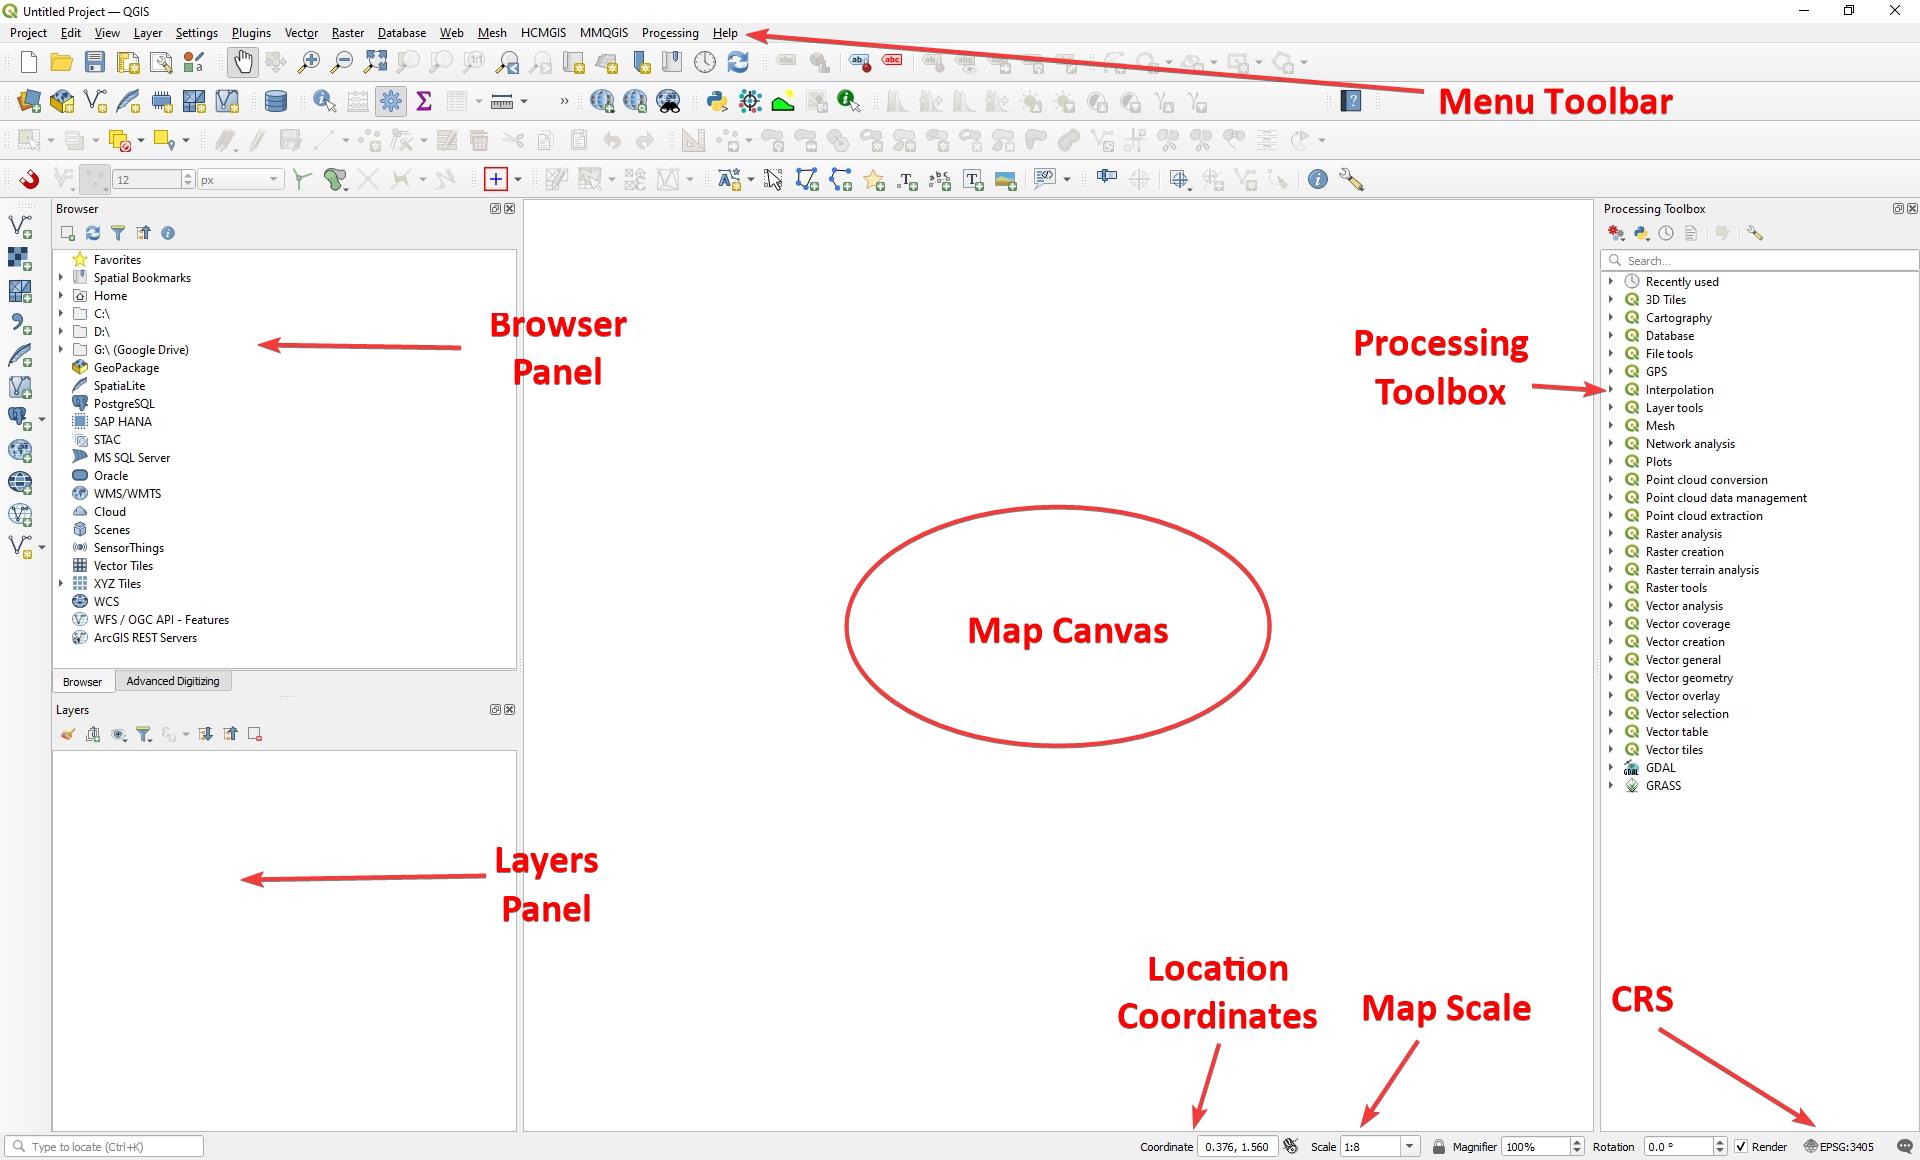 Untitled Project — QGIS
Project Edit View Layer Settings Plugins Vector Raster Database Web Mesh HCMGIS MMQGIS Processing Help
Menu Toolbar
12 px
Browser
Favorites
Spatial Bookmarks
Home
C:\
D:\
G:\ (Google Drive)
GeoPackage
SpatiaLite
PostgreSQL
SAP HANA
STAC
MS SQL Server
Oracle
WMS/WMTS
Cloud
Scenes
SensorThings
Vector Tiles
XYZ Tiles
WCS
WFS / OGC API - Features
ArcGIS REST Servers
Browser Advanced Digitizing
Browser
Panel
Layers
Layers
Panel
Map Canvas
Processing
Toolbox
Processing Toolbox
Search...
Recently used
3D Tiles
Cartography
Database
File tools
GPS
Interpolation
Layer tools
Mesh
Network analysis
Plots
Point cloud conversion
Point cloud data management
Point cloud extraction
Raster analysis
Raster creation
Raster terrain analysis
Raster tools
Vector analysis
Vector coverage
Vector creation
Vector general
Vector geometry
Vector overlay
Vector selection
Vector table
Vector tiles
GDAL
GRASS
Location
Coordinates
Map Scale
CRS
Type to locate (Ctrl+K)
Coordinate 0.376, 1.560 Scale 1:8 Magnifier 100% Rotation 0.0 ° Render EPSG:3405